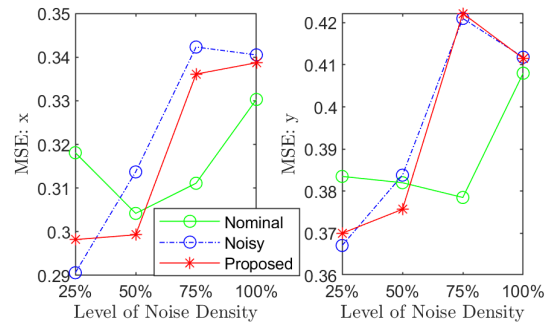 MSE: x
0.35
0.34
0.33
0.32
0.31
0.3
0.29
25% 50% 75% 100%
Level of Noise Density
MSE: y
0.42
0.41
0.4
0.39
0.38
0.37
0.36
25% 50% 75% 100%
Level of Noise Density
Nominal
Noisy
Proposed